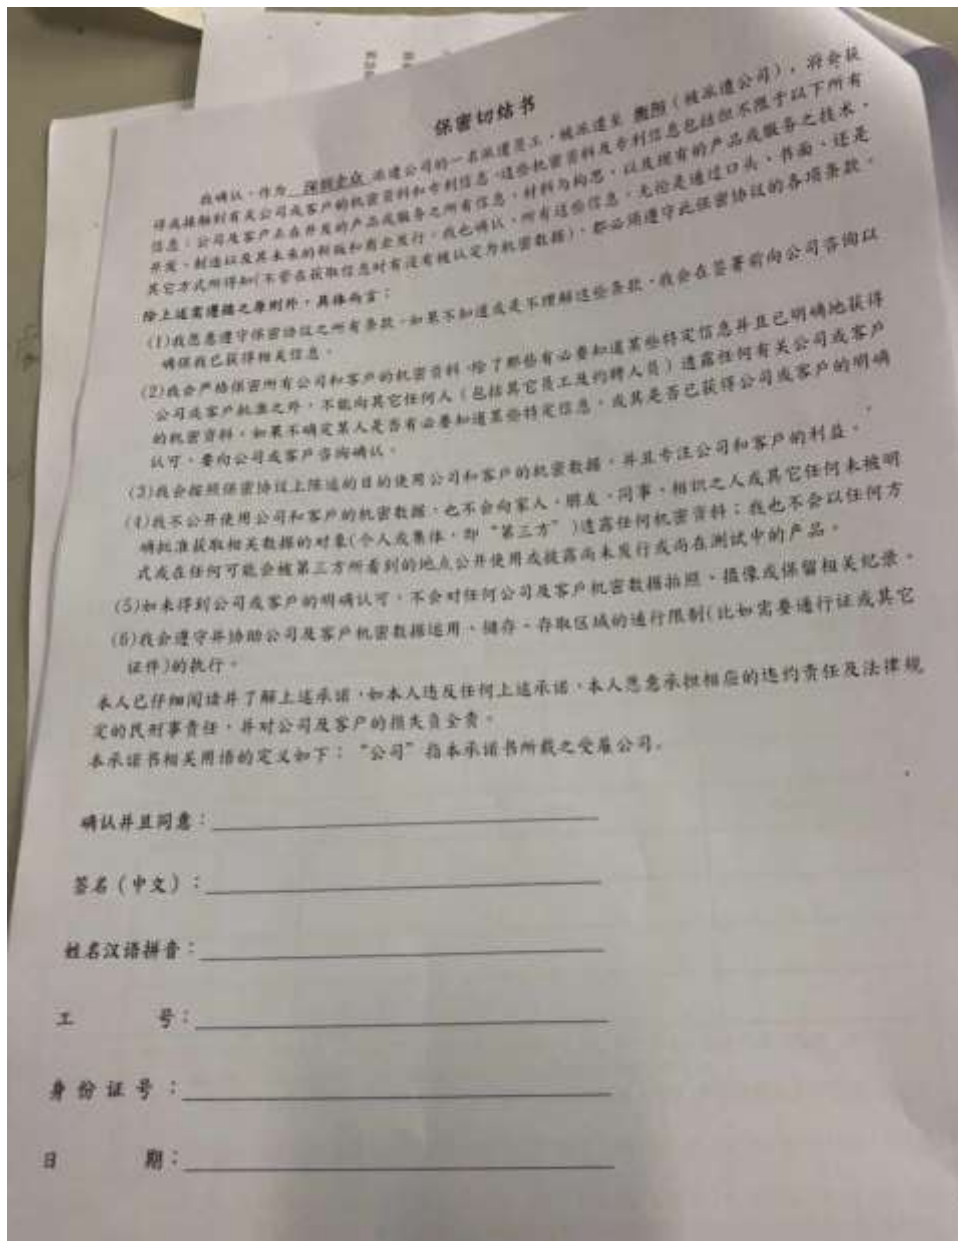 保密切结书
我确认，作为 深圳全众 派遣公司的一名派遣员工，被派遣至 衡阳（被派遣公司），将会获
得或接触到有关公司或客户的机密资料和专利信息，这些机密资料及专利信息包括但不限于以下所有
信息：公司及客户正在开发的产品或服务之所有信息、材料与构思，以及现有的产品或服务之技术、
开发、制造以及其未来的新版和商业发行。我也确认，所有这些信息，无论是通过口头、书面、还是
其它方式所得知(不管在获取信息时有没有被认定为机密数据)，都必须遵守此保密协议的各项条款。
除上述需遵循之原则外，具体而言：
(1)我愿意遵守保密协议之所有条款。如果不知道或是不理解这些条款，我会在签署前向公司咨询以
确保我已获得相关信息。
(2)我会严格保密所有公司和客户的机密资料，除了那些有必要知道某些特定信息并且已明确地获得
公司或客户批准之外，不能向其它任何人（包括其它员工及约聘人员）透露任何有关公司或客户
的机密资料。如果不确定某人是否有必要知道某些特定信息，或其是否已获得公司或客户的明确
认可，要向公司或客户咨询确认。
(3)我会按照保密协议上陈述的目的使用公司和客户的机密数据，并且专注公司和客户的利益。
(4)我不公开使用公司和客户的机密数据，也不会向家人、朋友、同事、相识之人或其它任何未被明
确批准获取相关数据的对象(个人或集体，即“第三方”)透露任何机密资料；我也不会以任何方
式或在任何可能会被第三方所看到的地点公开使用或披露尚未发行或尚在测试中的产品。
(5)如未得到公司或客户的明确认可，不会对任何公司及客户机密数据拍照、摄像或保留相关纪录。
(6)我会遵守并协助公司及客户机密数据运用、储存、存取区域的通行限制(比如需要通行证或其它
证件)的执行。
本人已仔细阅读并了解上述承诺，如本人违反任何上述承诺，本人愿意承担相应的违约责任及法律规
定的民刑事责任，并对公司及客户的损失负全责。
本承诺书相关用语的定义如下：“公司”指本承诺书所载之受雇公司。
确认并且同意：
签名（中文）：
姓名汉语拼音：
工 号：
身份证号：
日 期：